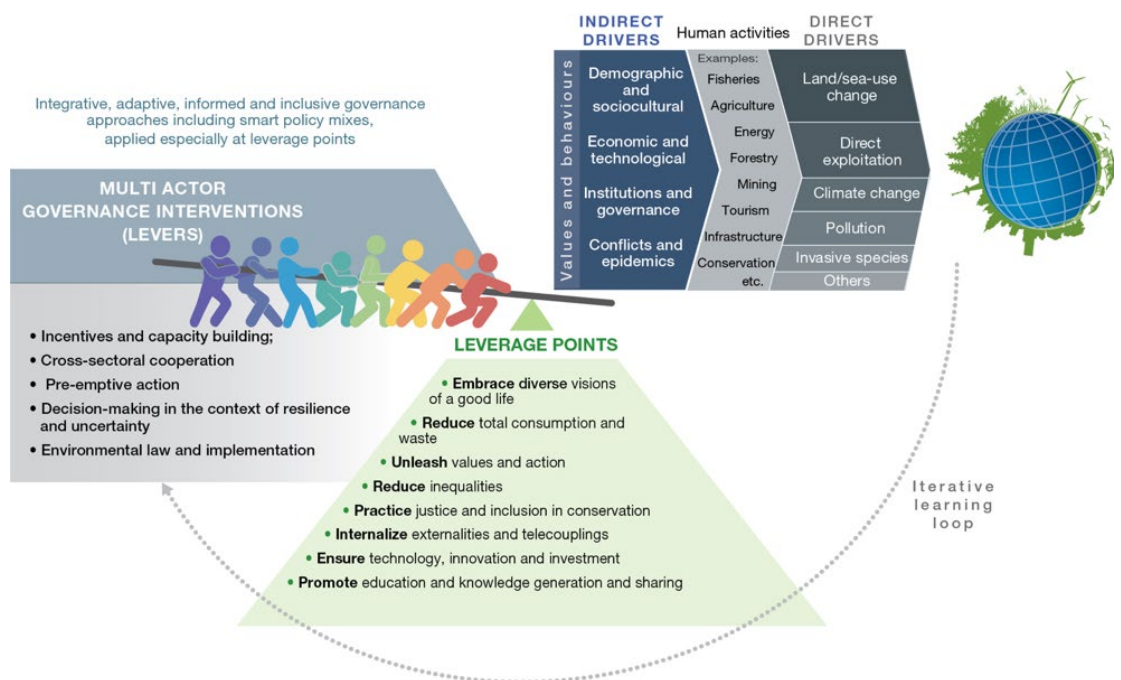 Integrative, adaptive, informed and inclusive governance
approaches including smart policy mixes,
applied especially at leverage points
MULTI ACTOR
GOVERNANCE INTERVENTIONS
(LEVERS)
• Incentives and capacity building;
• Cross-sectoral cooperation
• Pre-emptive action
• Decision-making in the context of resilience
and uncertainty
• Environmental law and implementation
LEVERAGE POINTS
• Embrace diverse visions
of a good life
• Reduce total consumption and
waste
• Unleash values and action
• Reduce inequalities
• Practice justice and inclusion in conservation
• Internalize externalities and telecouplings
• Ensure technology, innovation and investment
• Promote education and knowledge generation and sharing
INDIRECT
DRIVERS
Values and behaviours
Demographic
and
sociocultural
Economic and
technological
Institutions and
governance
Conflicts and
epidemics
Human activities
Examples:
Fisheries
Agriculture
Energy
Forestry
Mining
Tourism
Infrastructure
Conservation
etc.
DIRECT
DRIVERS
Land/sea-use
change
Direct
exploitation
Climate change
Pollution
Invasive species
Others
Iterative
learning
loop